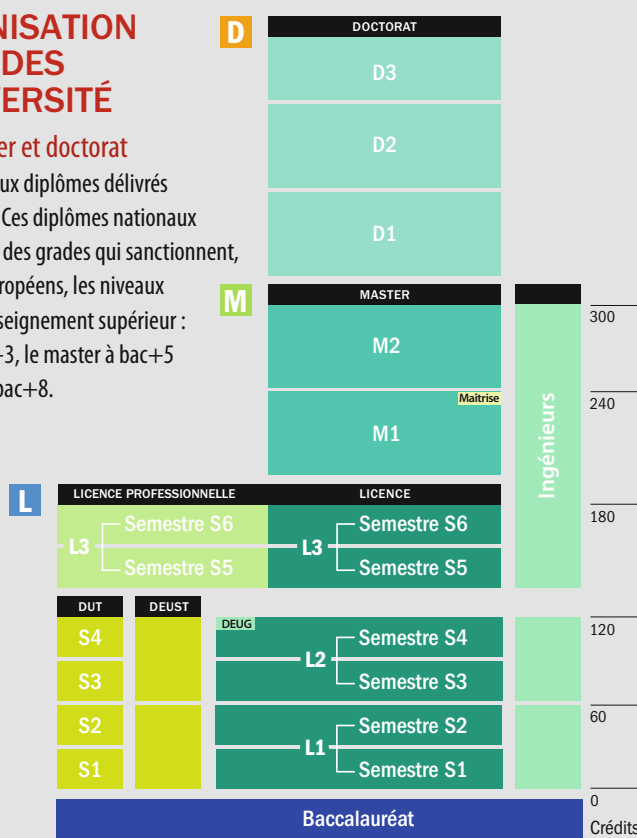 NISATION
DES
ERSITÉ
er et doctorat
ux diplômes délivrés
Ces diplômes nationaux
des grades qui sanctionnent,
ropéens, les niveaux
seignement supérieur :
-3, le master à bac+5
bac+8.
D
DOCTORAT
D3
D2
D1
M
MASTER
M2
Maîtrise
M1
Ingénieurs
300
240
180
120
60
0
Crédits
L
LICENCE PROFESSIONNELLE
LICENCE
L3
Semestre S6
Semestre S5
L3
Semestre S6
Semestre S5
DUT
DEUST
S4
S3
S2
S1
DEUG
L2
Semestre S4
Semestre S3
L1
Semestre S2
Semestre S1
Baccalauréat